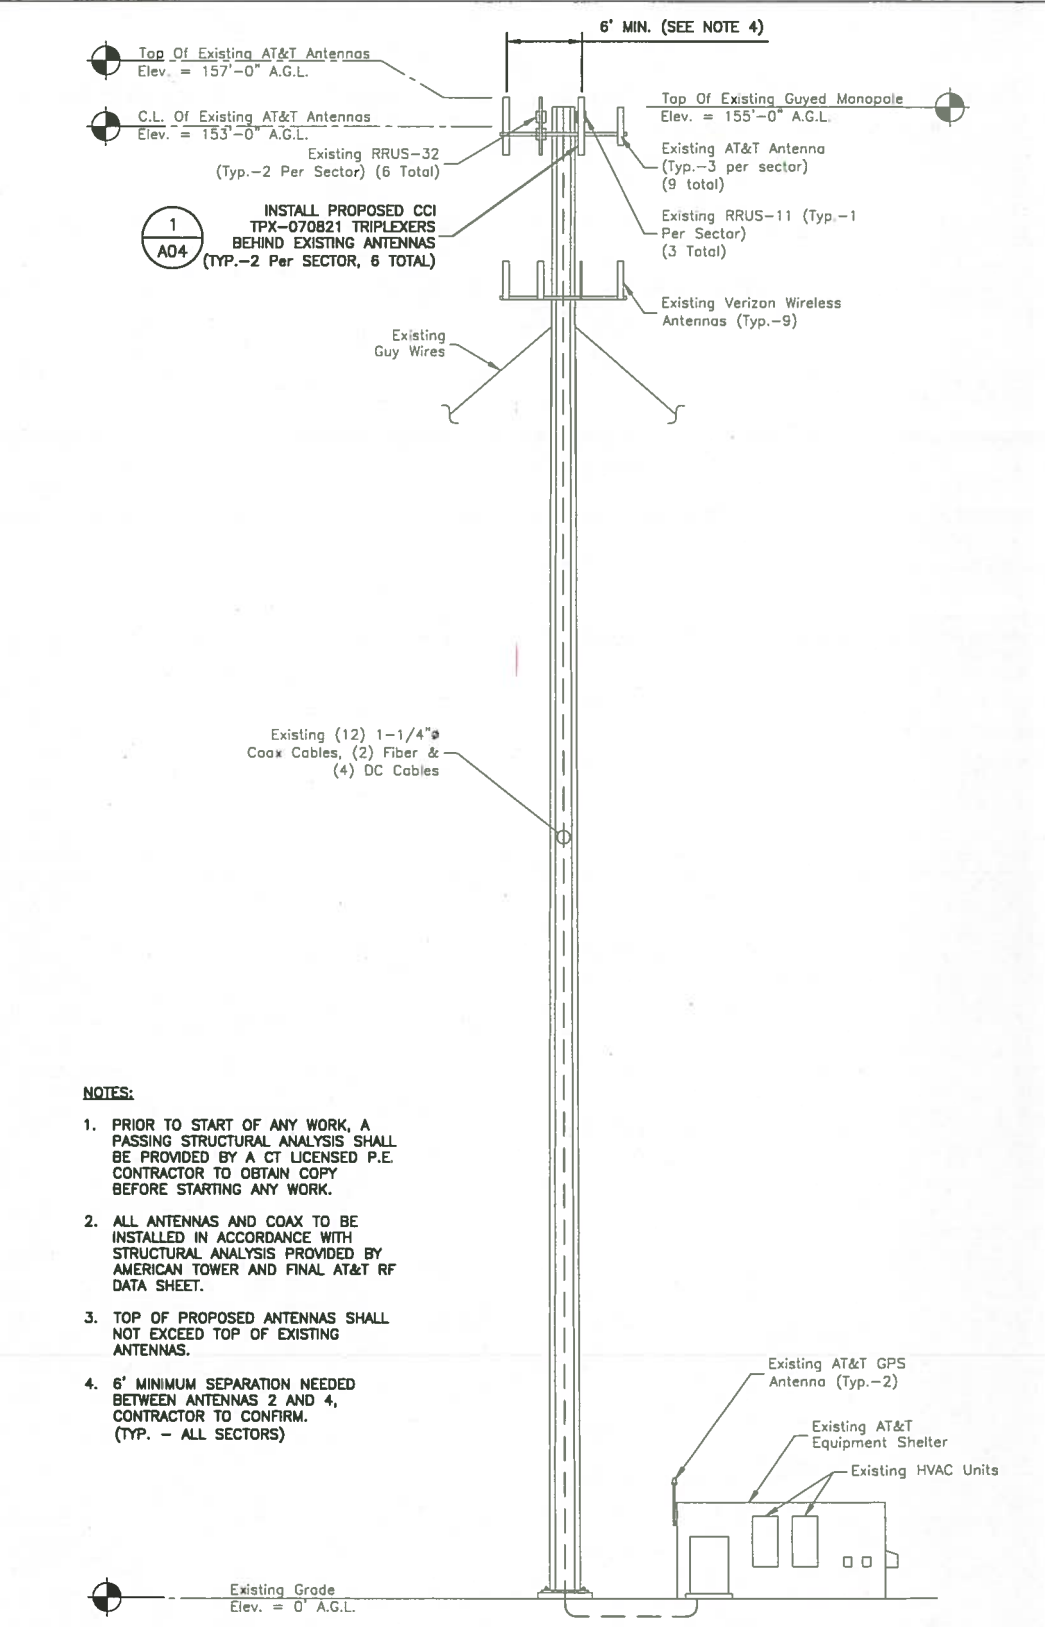 6' MIN. (SEE NOTE 4)
Top Of Existing AT&T Antennas
Elev. = 157'-0" A.G.L.
C.L. Of Existing AT&T Antennas
Elev. = 153'-0" A.G.L.
Top Of Existing Guyed Monopole
Elev. = 155'-0" A.G.L.
Existing RRUS-32
(Typ.-2 Per Sector) (6 Total)
Existing AT&T Antenna
(Typ.-3 per sector)
(9 total)
1
A04
INSTALL PROPOSED CCI
TPX-070821 TRIPLEXERS
BEHIND EXISTING ANTENNAS
(TYP.-2 Per SECTOR, 6 TOTAL)
Existing RRUS-11 (Typ.-1
Per Sector)
(3 Total)
Existing Verizon Wireless
Antennas (Typ.-9)
Existing
Guy Wires
Existing (12) 1-1/4"ø
Coax Cables, (2) Fiber &
(4) DC Cables
NOTES:
1. PRIOR TO START OF ANY WORK, A
PASSING STRUCTURAL ANALYSIS SHALL
BE PROVIDED BY A CT LICENSED P.E.
CONTRACTOR TO OBTAIN COPY
BEFORE STARTING ANY WORK.
2. ALL ANTENNAS AND COAX TO BE
INSTALLED IN ACCORDANCE WITH
STRUCTURAL ANALYSIS PROVIDED BY
AMERICAN TOWER AND FINAL AT&T RF
DATA SHEET.
3. TOP OF PROPOSED ANTENNAS SHALL
NOT EXCEED TOP OF EXISTING
ANTENNAS.
4. 6' MINIMUM SEPARATION NEEDED
BETWEEN ANTENNAS 2 AND 4,
CONTRACTOR TO CONFIRM.
(TYP. - ALL SECTORS)
Existing AT&T GPS
Antenna (Typ.-2)
Existing AT&T
Equipment Shelter
Existing HVAC Units
Existing Grade
Elev. = 0' A.G.L.